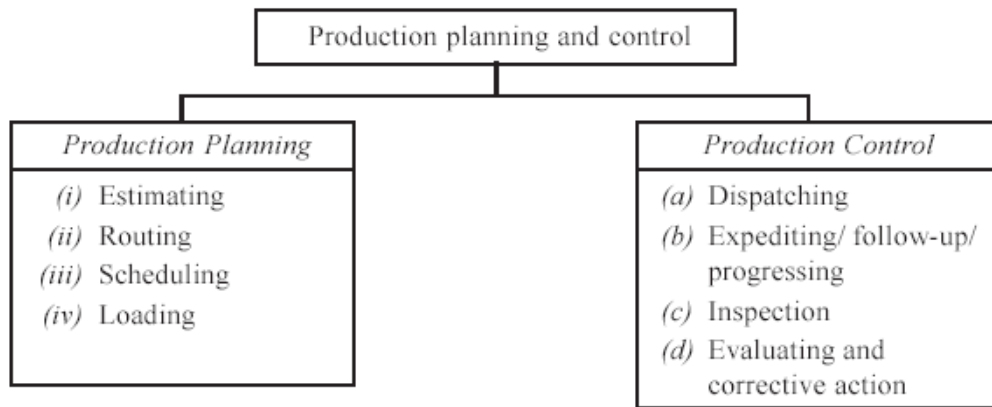 Production planning and control
Production Planning
(i) Estimating
(ii) Routing
(iii) Scheduling
(iv) Loading
Production Control
(a) Dispatching
(b) Expediting/ follow-up/
progressing
(c) Inspection
(d) Evaluating and
corrective action